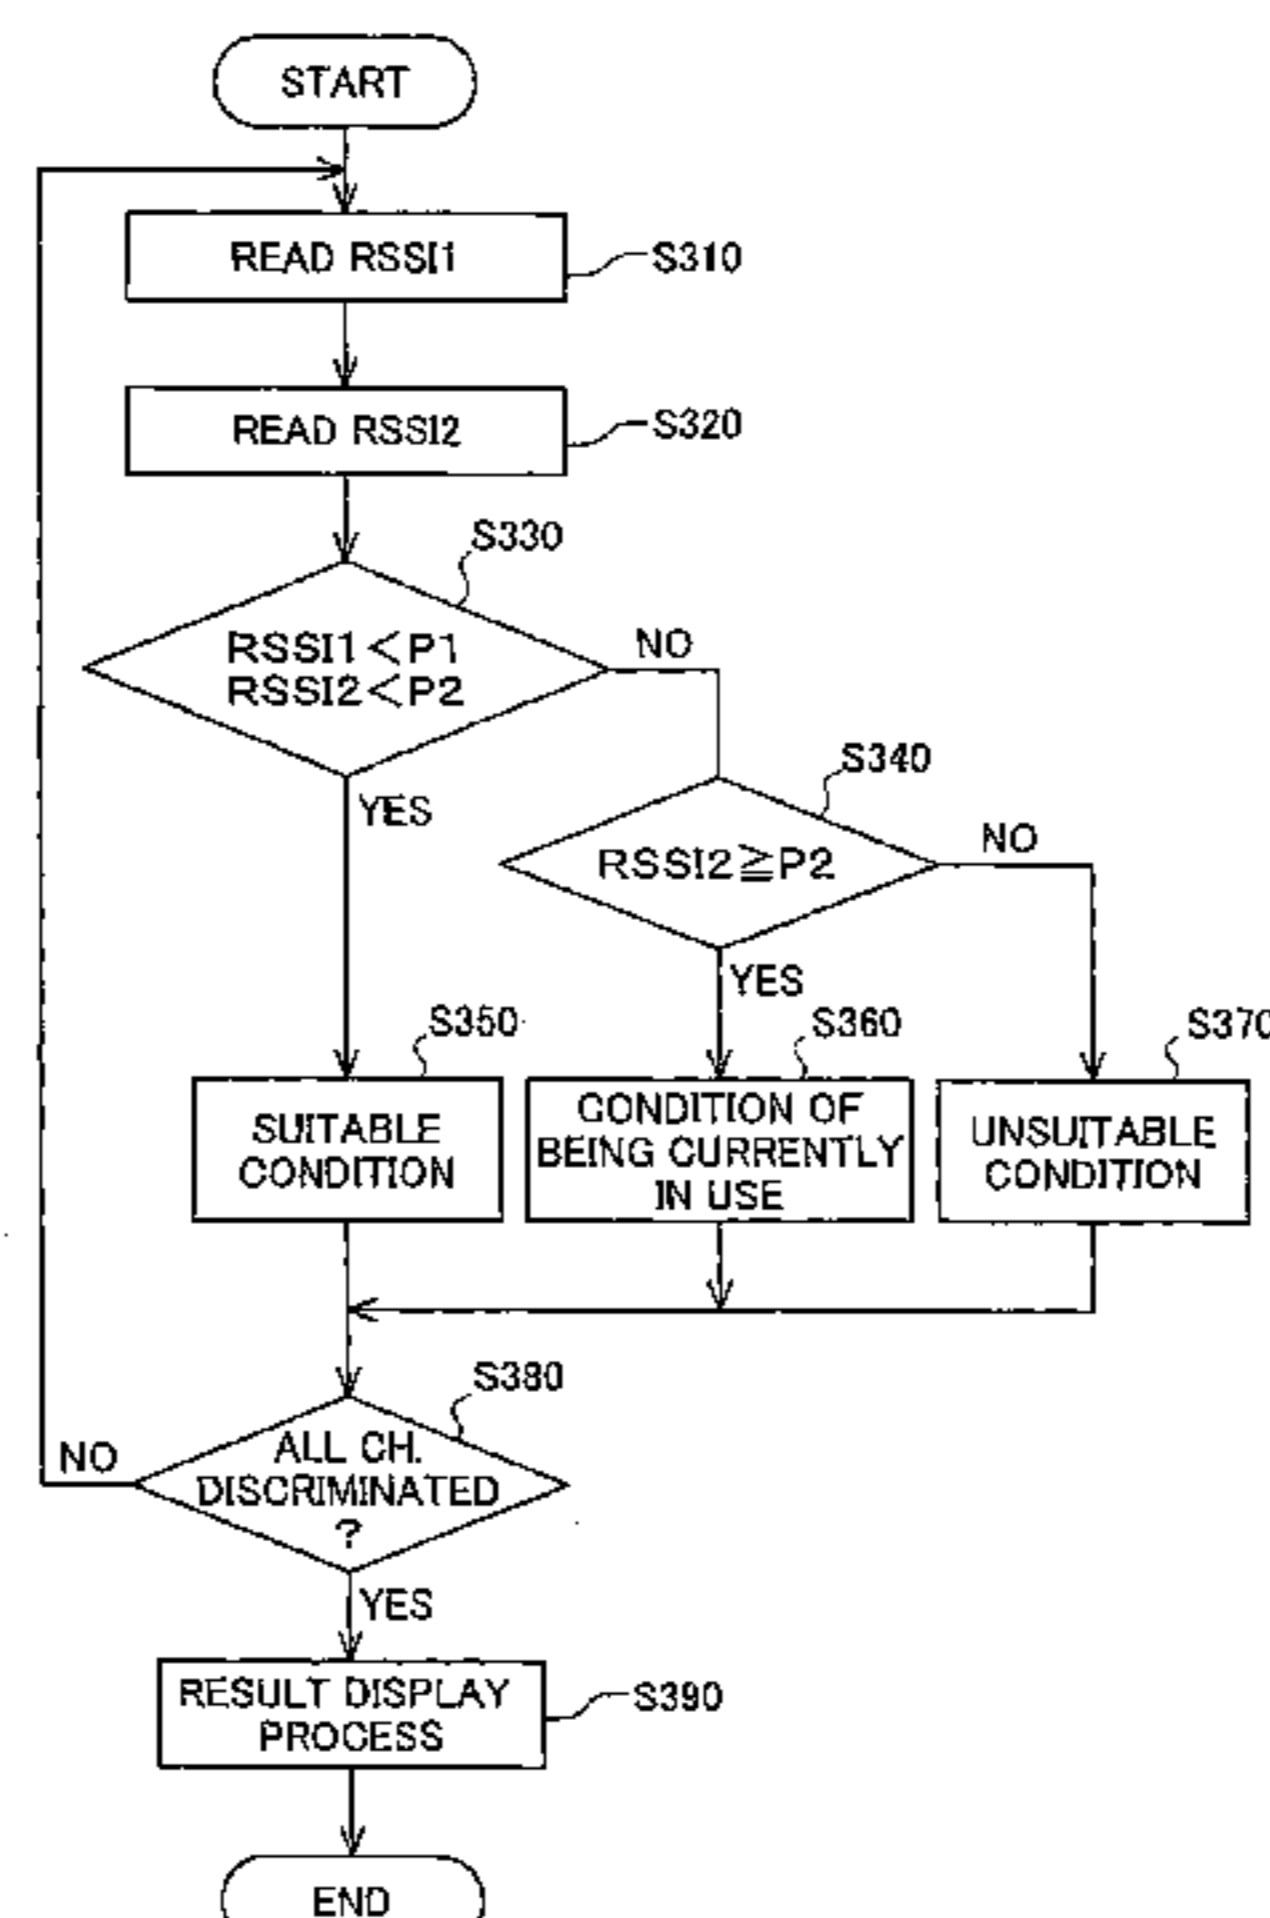 START
READ RSSI1
S310
READ RSSI2
S320
S330
RSSI1<P1
RSSI2<P2
NO
YES
S340
RSSI2≧P2
NO
YES
S350
SUITABLE
CONDITION
S360
CONDITION OF
BEING CURRENTLY
IN USE
S370
UNSUITABLE
CONDITION
S380
ALL CH.
DISCRIMINATED
?
NO
YES
RESULT DISPLAY
PROCESS
S390
END